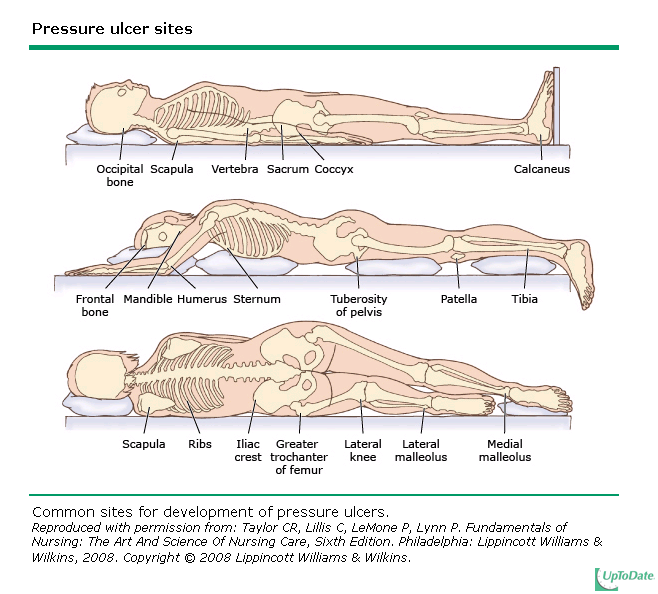 Pressure ulcer sites
Occipital bone
Scapula
Vertebra
Sacrum
Coccyx
Calcaneus
Frontal bone
Mandible
Humerus
Sternum
Tuberosity of pelvis
Patella
Tibia
Scapula
Ribs
Iliac crest
Greater trochanter of femur
Lateral knee
Lateral malleolus
Medial malleolus
Common sites for development of pressure ulcers.
Reproduced with permission from: Taylor CR, Lillis C, LeMone P, Lynn P. Fundamentals of
Nursing: The Art And Science Of Nursing Care, Sixth Edition. Philadelphia: Lippincott Williams &
Wilkins, 2008. Copyright © 2008 Lippincott Williams & Wilkins.
UpToDate